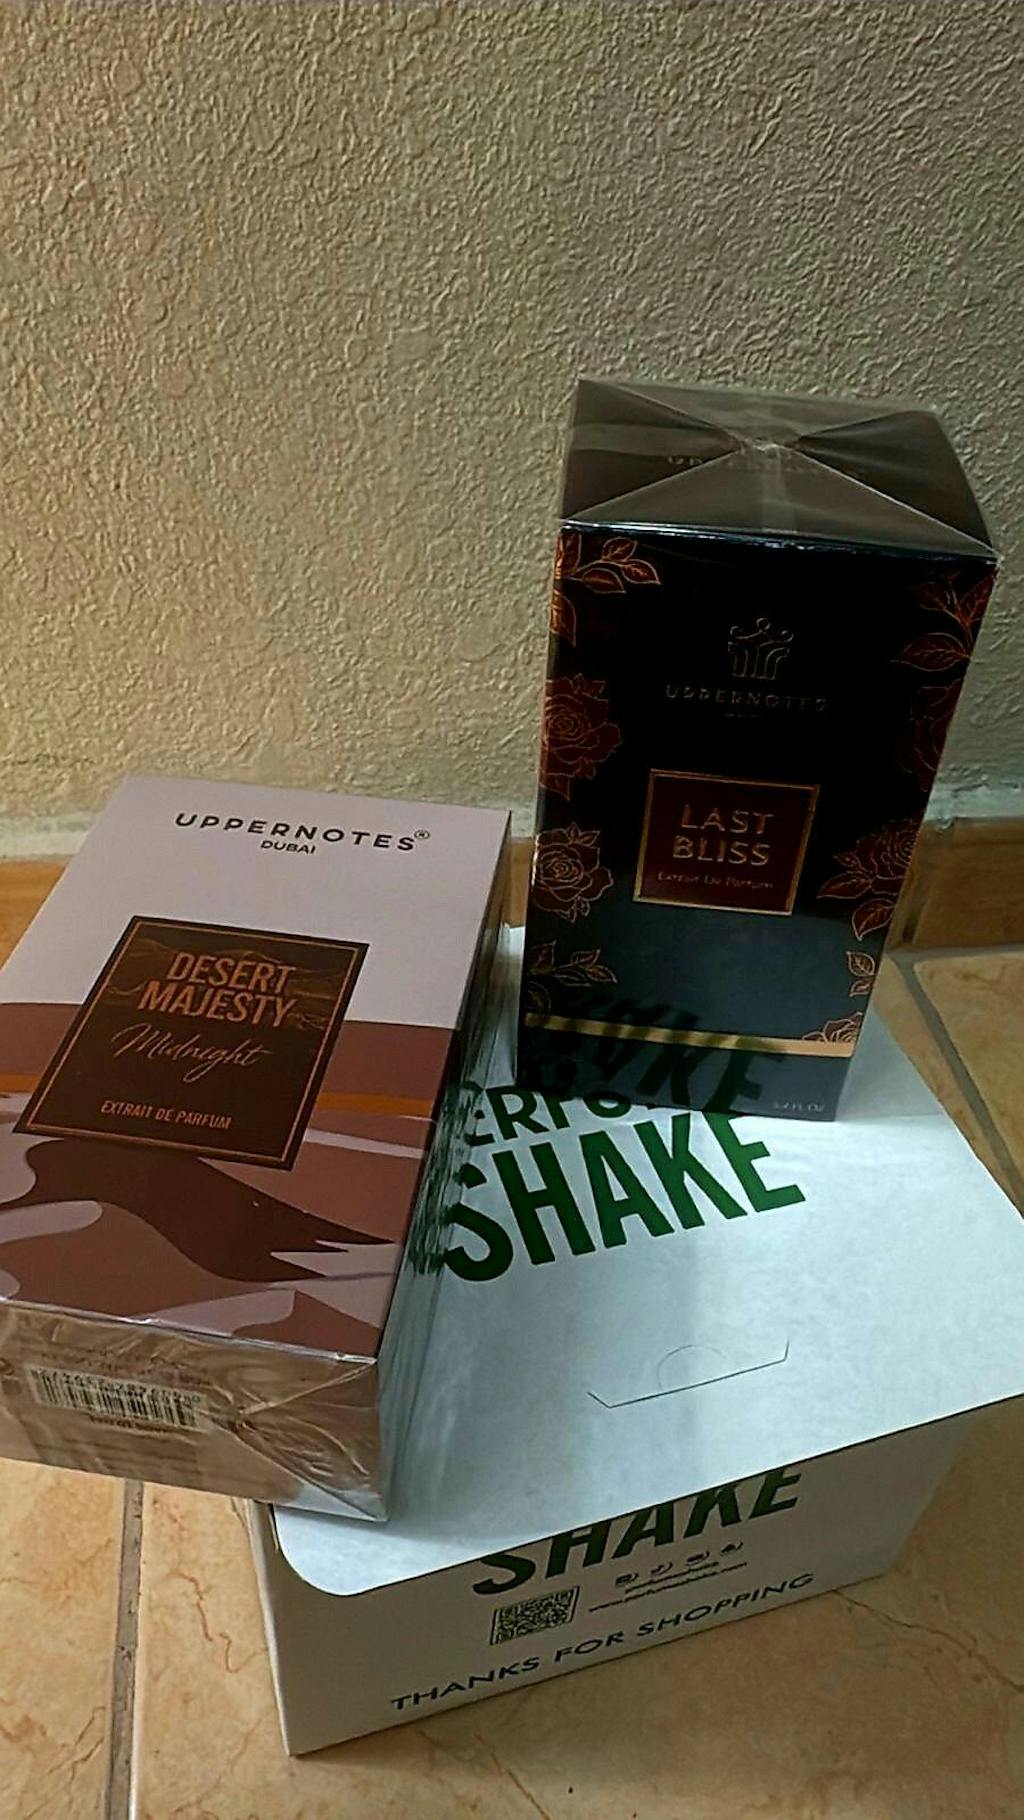 UPPERNOTES®
DUBAI
DESERT
MAJESTY
Midnight
EXTRAIT DE PARFUM
UPPERNOTES
LAST
BLISS
Extrait De Parfum
SHAKE
SHAKE
THANKS FOR SHOPPING